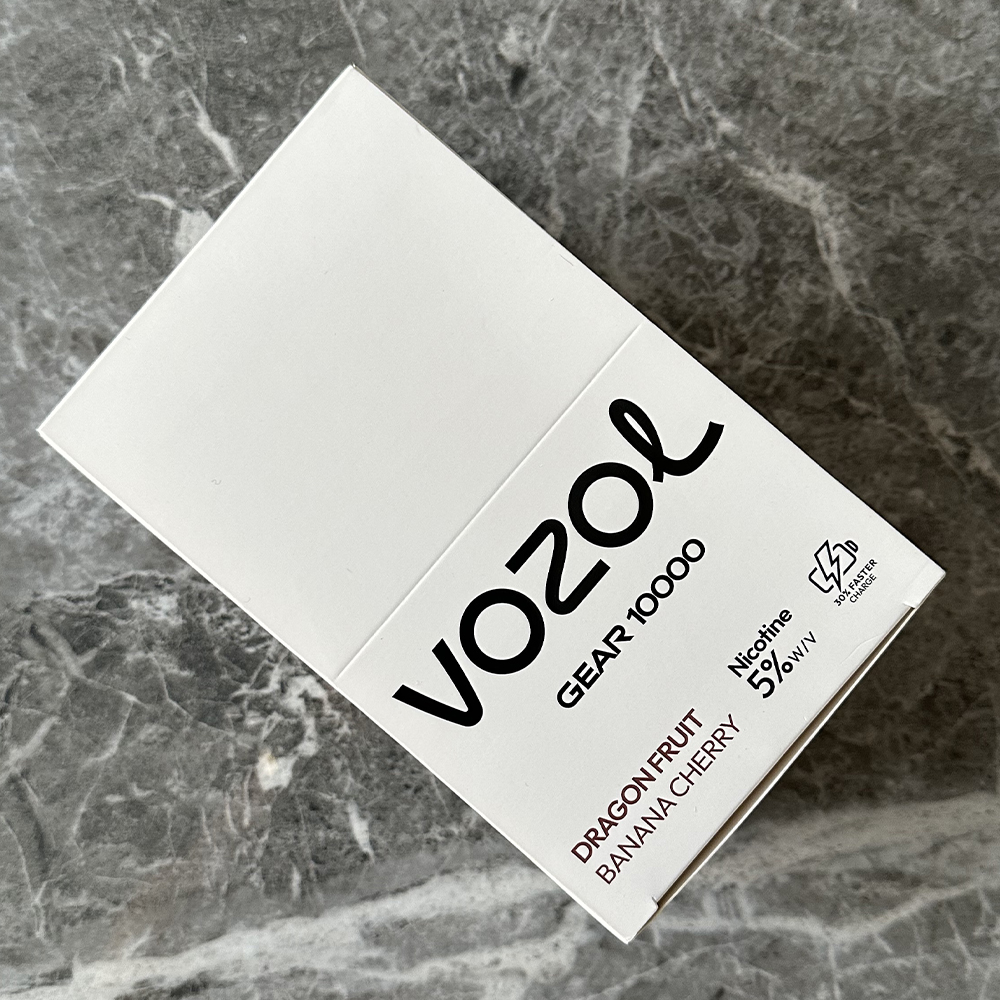 VOZOL
GEAR 10000
DRAGON FRUIT
BANANA CHERRY
Nicotine
5% W/V
30% FASTER
CHARGE